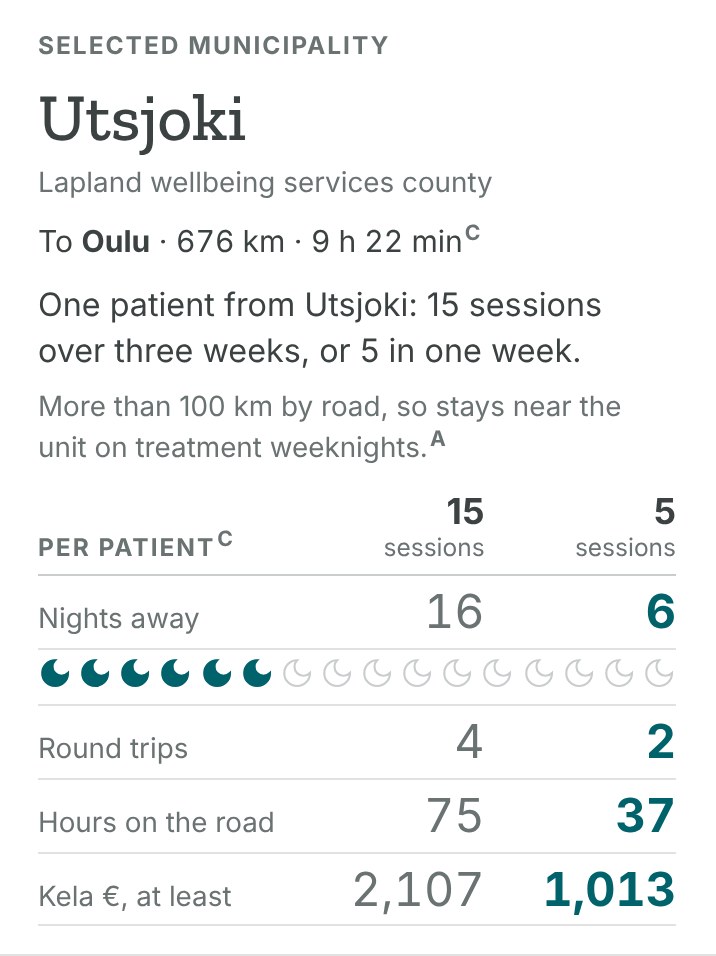 SELECTED MUNICIPALITY
Utsjoki
Lapland wellbeing services county
To Oulu · 676 km · 9 h 22 min C
One patient from Utsjoki: 15 sessions
over three weeks, or 5 in one week.
More than 100 km by road, so stays near the
unit on treatment weeknights. A
PER PATIENT C 15 sessions 5 sessions
Nights away 16 6
Round trips 4 2
Hours on the road 75 37
Kela €, at least 2,107 1,013